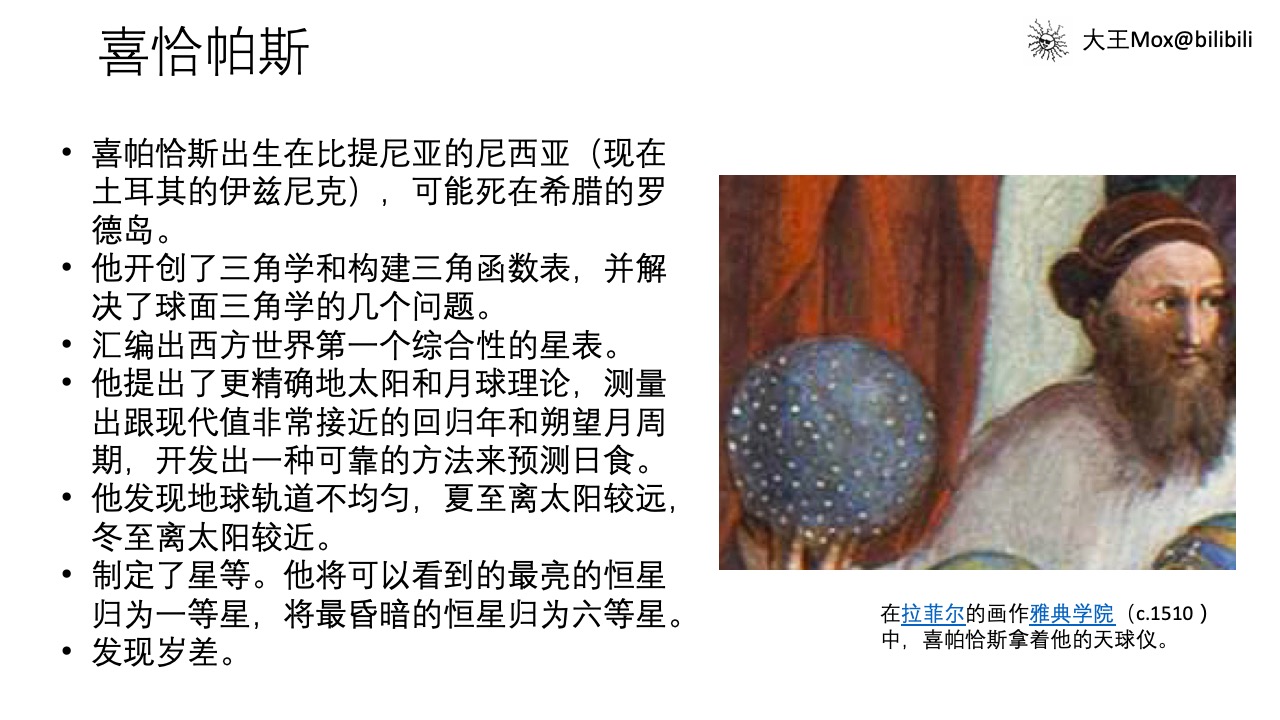 喜恰帕斯
大王Mox@bilibili
• 喜帕恰斯出生在比提尼亚的尼西亚（现在
土耳其的伊兹尼克），可能死在希腊的罗
德岛。
• 他开创了三角学和构建三角函数表，并解
决了球面三角学的几个问题。
• 汇编出西方世界第一个综合性的星表。
• 他提出了更精确地太阳和月球理论，测量
出跟现代值非常接近的回归年和朔望月周
期，开发出一种可靠的方法来预测日食。
• 他发现地球轨道不均匀，夏至离太阳较远，
冬至离太阳较近。
• 制定了星等。他将可以看到的最亮的恒星
归为一等星，将最昏暗的恒星归为六等星。
• 发现岁差。
在拉菲尔的画作雅典学院（c.1510 ）
中，喜帕恰斯拿着他的天球仪。